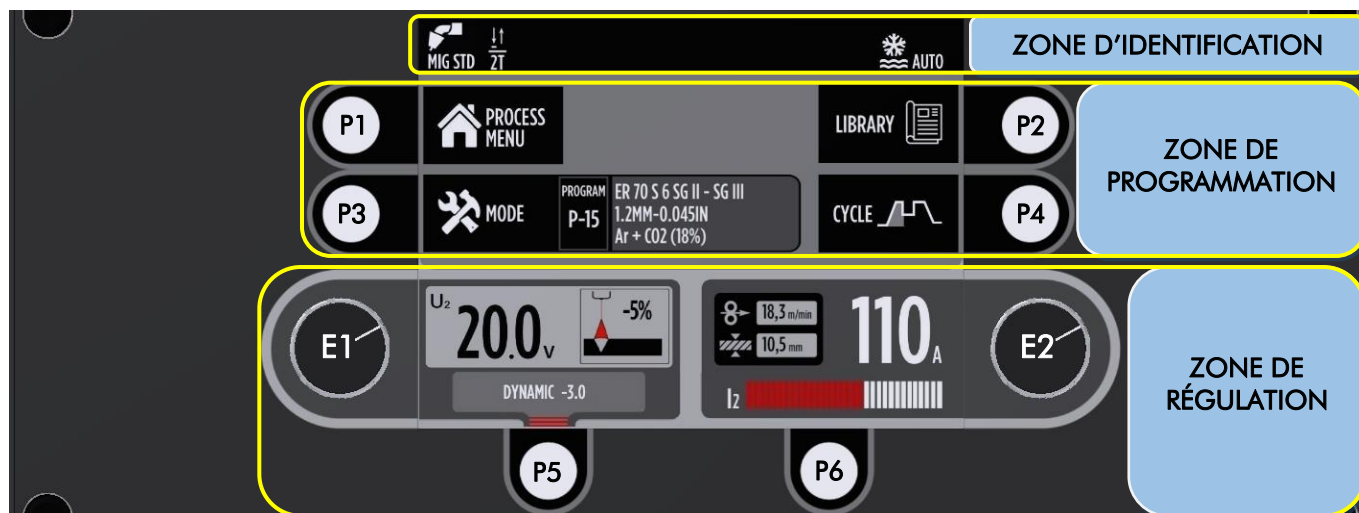 MIG STD
2T
AUTO
ZONE D'IDENTIFICATION
P1
PROCESS
MENU
LIBRARY
P2
ZONE DE
PROGRAMMATION
P3
MODE
PROGRAM
P-15
ER 70 S 6 SG II - SG III
1.2MM-0.045IN
Ar + CO2 (18%)
CYCLE
P4
E1
U2
20.0 V
-5%
DYNAMIC -3.0
18,3 m/min
10,5 mm
110 A
I2
E2
ZONE DE
RÉGULATION
P5
P6